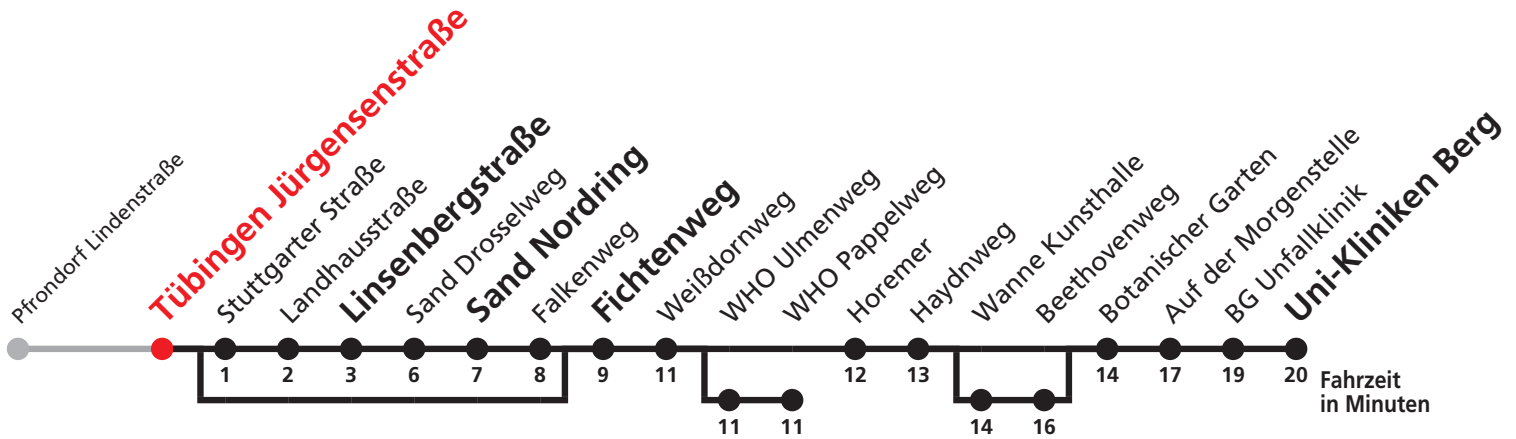 Pfrondorf Lindenstraße
Tübingen Jürgensenstraße
Stuttgarter Straße
Landhausstraße
Linsenbergstraße
Sand Drosselweg
Sand Nordring
Falkenweg
Fichtenweg
Weißdornweg
WHO Ulmenweg
WHO Pappelweg
Horemer
Haydnweg
Wanne Kunsthalle
Beethovenweg
Botanischer Garten
Auf der Morgenstelle
BG Unfallklinik
Uni-Kliniken Berg
1 2 3 6 7 8 9 11 12 13 14 17 19 20
Fahrzeit
in Minuten
11 11 14 16